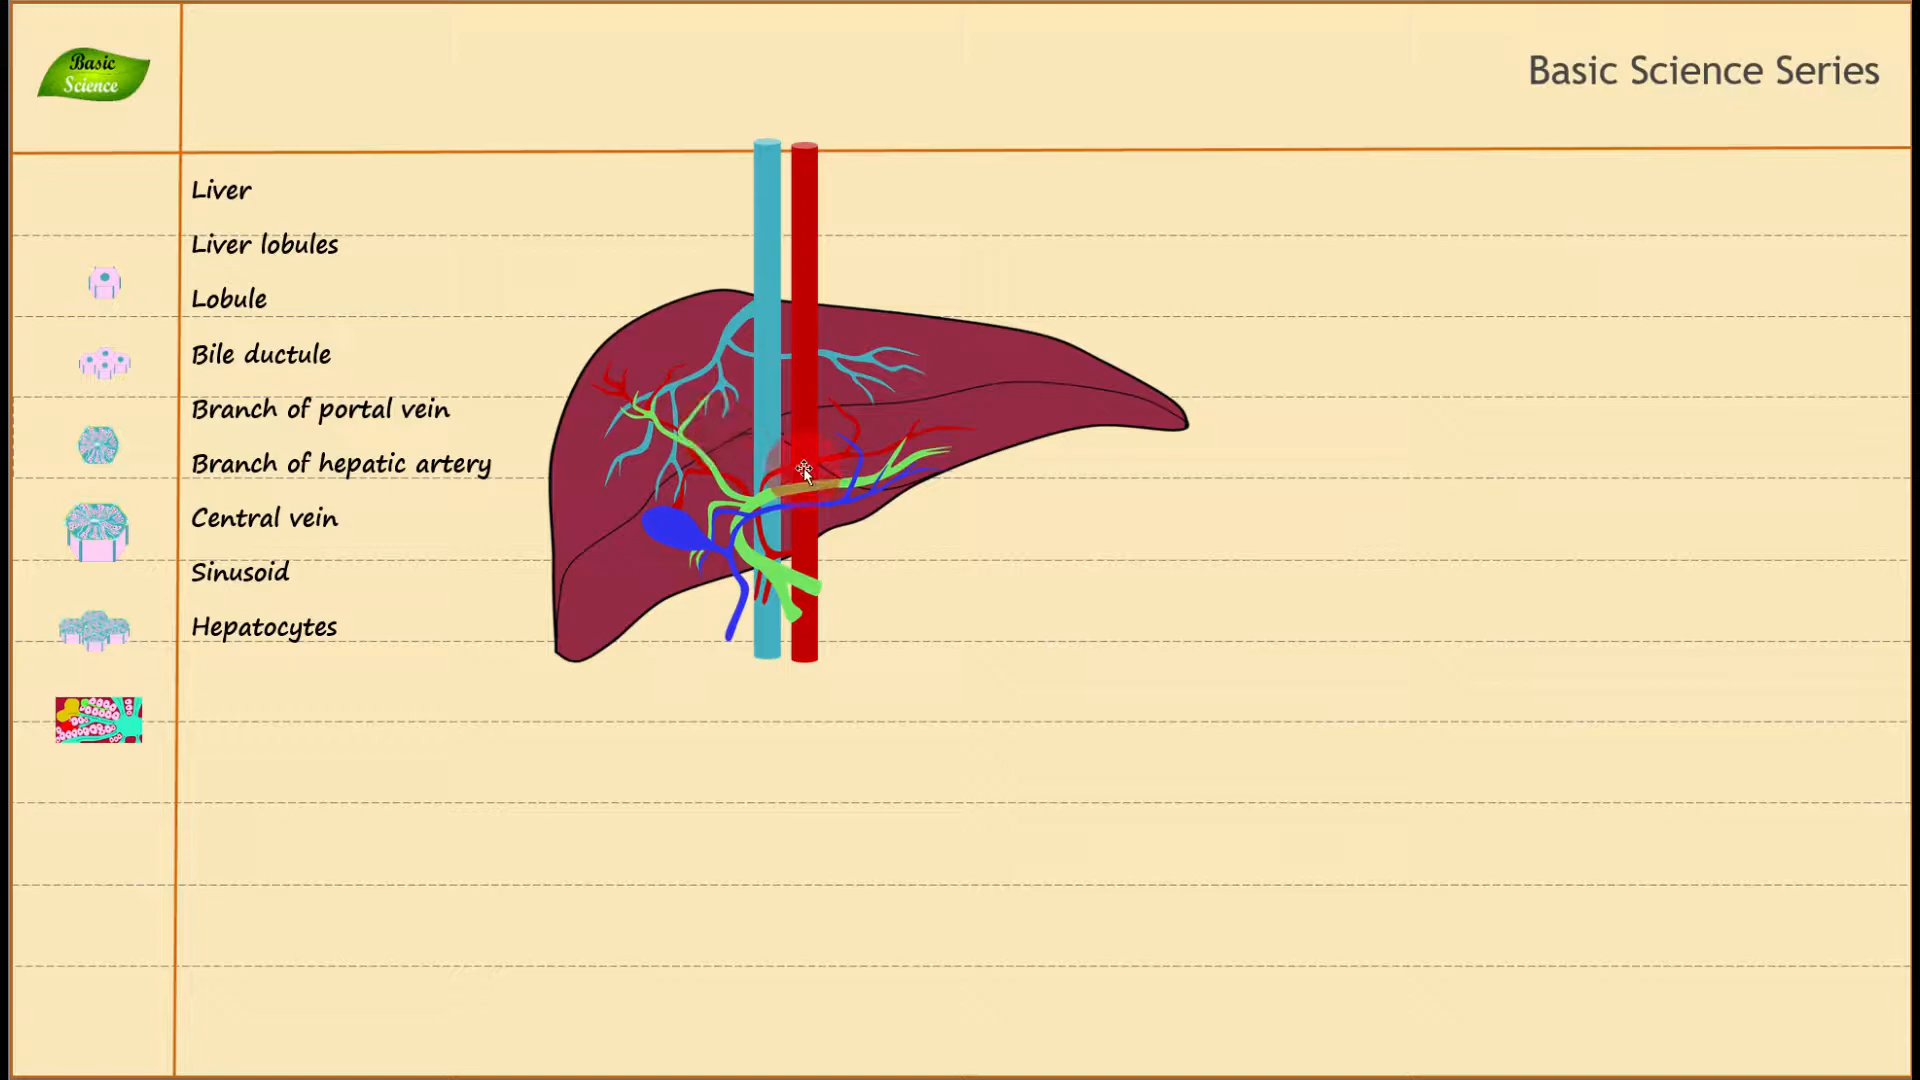 Basic
Science
Basic Science Series
Liver
Liver lobules
Lobule
Bile ductule
Branch of portal vein
Branch of hepatic artery
Central vein
Sinusoid
Hepatocytes